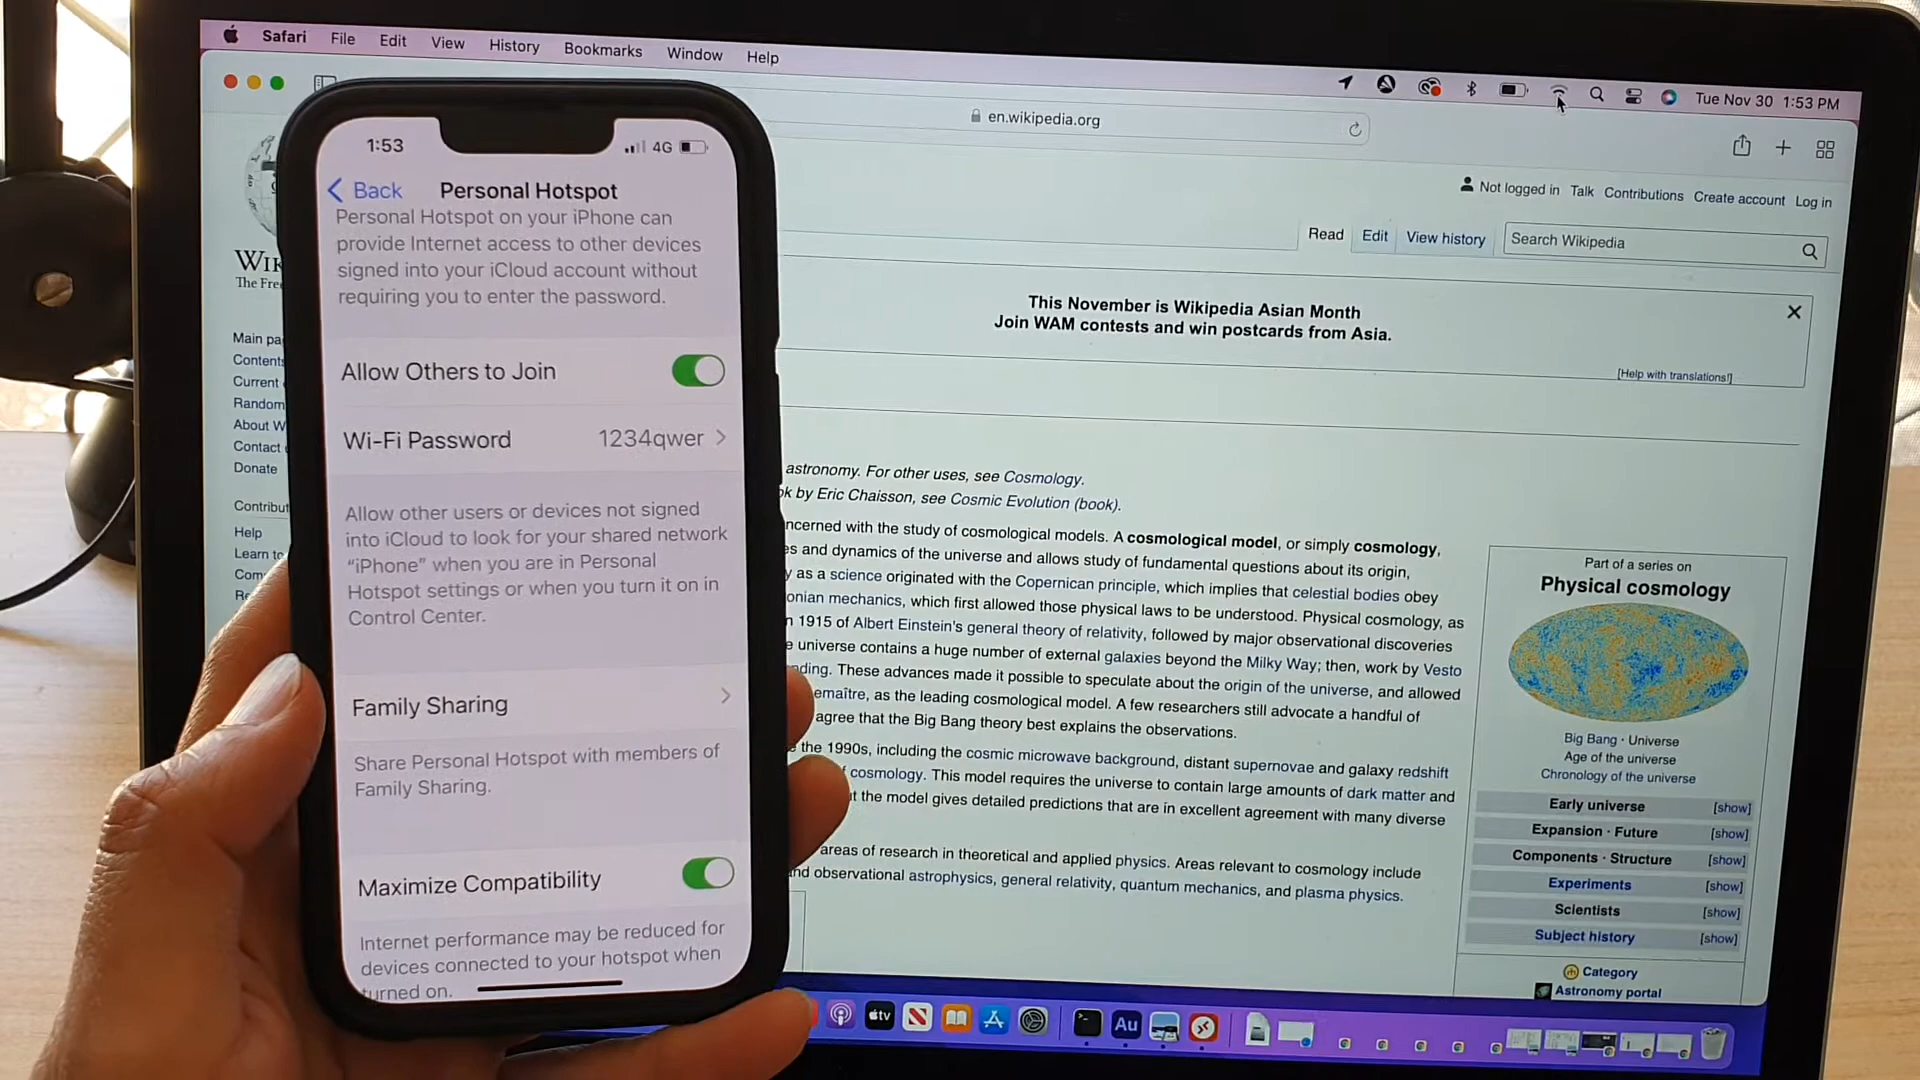 Safari File Edit View History Bookmarks Window Help
Tue Nov 30 1:53 PM
en.wikipedia.org
Not logged in Talk Contributions Create account Log in
Read Edit View history
Search Wikipedia
This November is Wikipedia Asian Month
Join WAM contests and win postcards from Asia.
[Help with translations!]
The Free
Main pa
Contents
Current
Random
About W
Contact
Donate
Contribut
Help
Learn to
Com
Re
1:53
4G
Back
Personal Hotspot
Personal Hotspot on your iPhone can
provide Internet access to other devices
signed into your iCloud account without
requiring you to enter the password.
Allow Others to Join
Wi-Fi Password 1234qwer
Allow other users or devices not signed
into iCloud to look for your shared network
“iPhone” when you are in Personal
Hotspot settings or when you turn it on in
Control Center.
Family Sharing
Share Personal Hotspot with members of
Family Sharing.
Maximize Compatibility
Internet performance may be reduced for
devices connected to your hotspot when
turned on.
astronomy. For other uses, see Cosmology.
ok by Eric Chaisson, see Cosmic Evolution (book).
ncerned with the study of cosmological models. A cosmological model, or simply cosmology,
es and dynamics of the universe and allows study of fundamental questions about its origin,
y as a science originated with the Copernican principle, which implies that celestial bodies obey
onian mechanics, which first allowed those physical laws to be understood. Physical cosmology, as
n 1915 of Albert Einstein's general theory of relativity, followed by major observational discoveries
e universe contains a huge number of external galaxies beyond the Milky Way; then, work by Vesto
nding. These advances made it possible to speculate about the origin of the universe, and allowed
emaître, as the leading cosmological model. A few researchers still advocate a handful of
agree that the Big Bang theory best explains the observations.
e the 1990s, including the cosmic microwave background, distant supernovae and galaxy redshift
f cosmology. This model requires the universe to contain large amounts of dark matter and
t the model gives detailed predictions that are in excellent agreement with many diverse
areas of research in theoretical and applied physics. Areas relevant to cosmology include
nd observational astrophysics, general relativity, quantum mechanics, and plasma physics.
Part of a series on
Physical cosmology
Big Bang · Universe
Age of the universe
Chronology of the universe
Early universe [show]
Expansion · Future [show]
Components · Structure [show]
Experiments [show]
Scientists [show]
Subject history [show]
Category
Astronomy portal
tv
Au